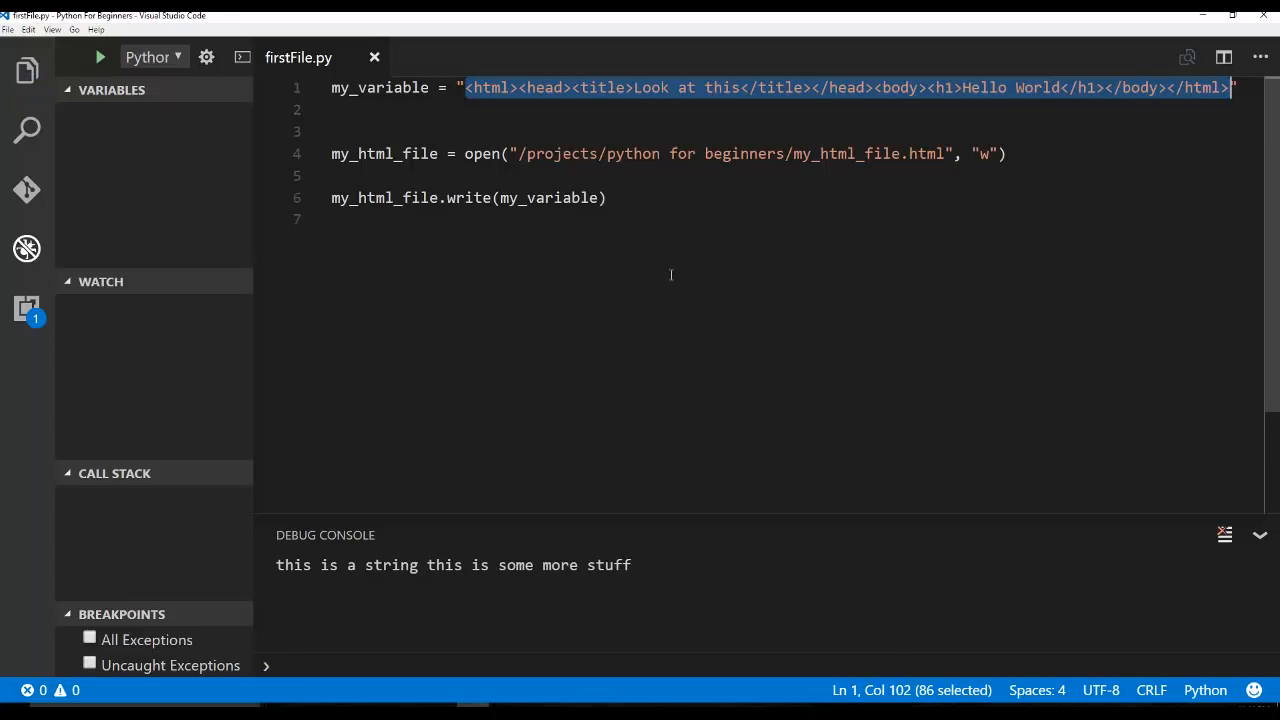 firstFile.py - Python For Beginners - Visual Studio Code
File Edit View Go Help
Python
firstFile.py
VARIABLES
WATCH
CALL STACK
BREAKPOINTS
All Exceptions
Uncaught Exceptions
1
1 my_variable = "<html><head><title>Look at this</title></head><body><h1>Hello World</h1></body></html>"
2
3
4 my_html_file = open("/projects/python for beginners/my_html_file.html", "w")
5
6 my_html_file.write(my_variable)
7
DEBUG CONSOLE
this is a string this is some more stuff
0 0 Ln 1, Col 102 (86 selected) Spaces: 4 UTF-8 CRLF Python